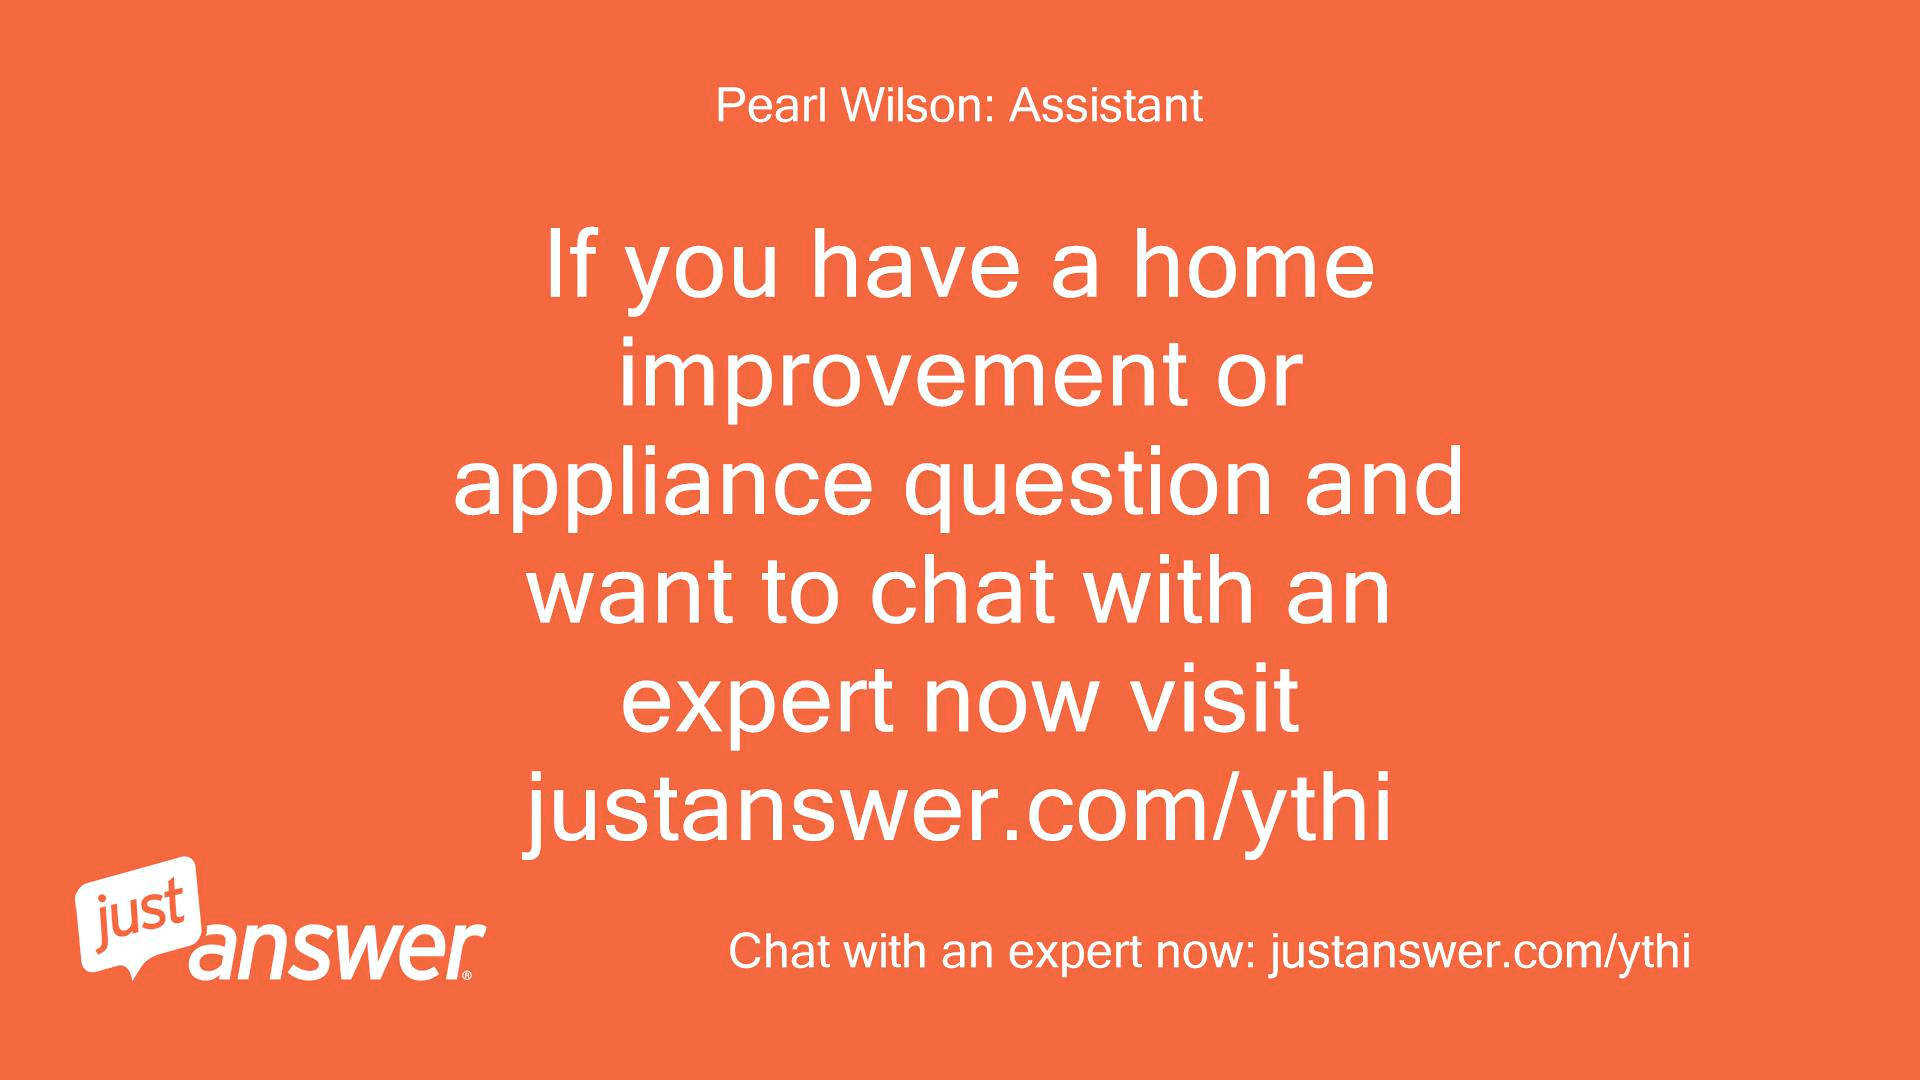 Pearl Wilson: Assistant
If you have a home
improvement or
appliance question and
want to chat with an
expert now visit
justanswer.com/ythi
just
answer®
Chat with an expert now: justanswer.com/ythi